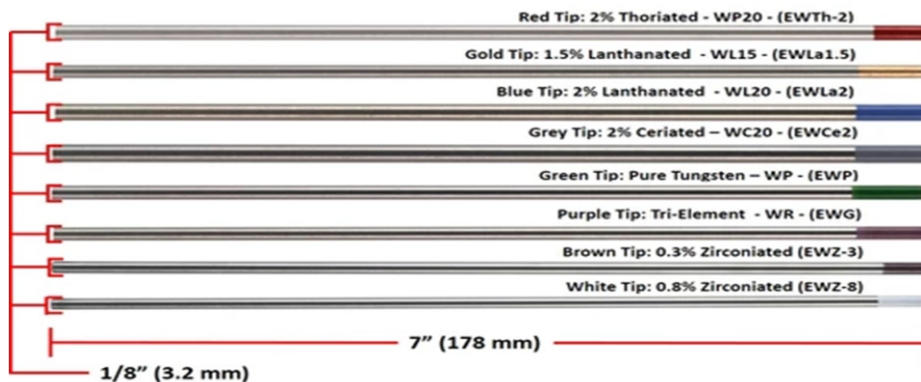 Red Tip: 2% Thoriated - WP20 - (EWTh-2)
Gold Tip: 1.5% Lanthanated - WL15 - (EWLa1.5)
Blue Tip: 2% Lanthanated - WL20 - (EWLa2)
Grey Tip: 2% Ceriated – WC20 - (EWCe2)
Green Tip: Pure Tungsten – WP - (EWP)
Purple Tip: Tri-Element - WR - (EWG)
Brown Tip: 0.3% Zirconiated (EWZ-3)
White Tip: 0.8% Zirconiated (EWZ-8)
7” (178 mm)
1/8” (3.2 mm)